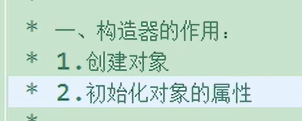 * 一、构造器的作用：
* 1.创建对象
* 2.初始化对象的属性
*